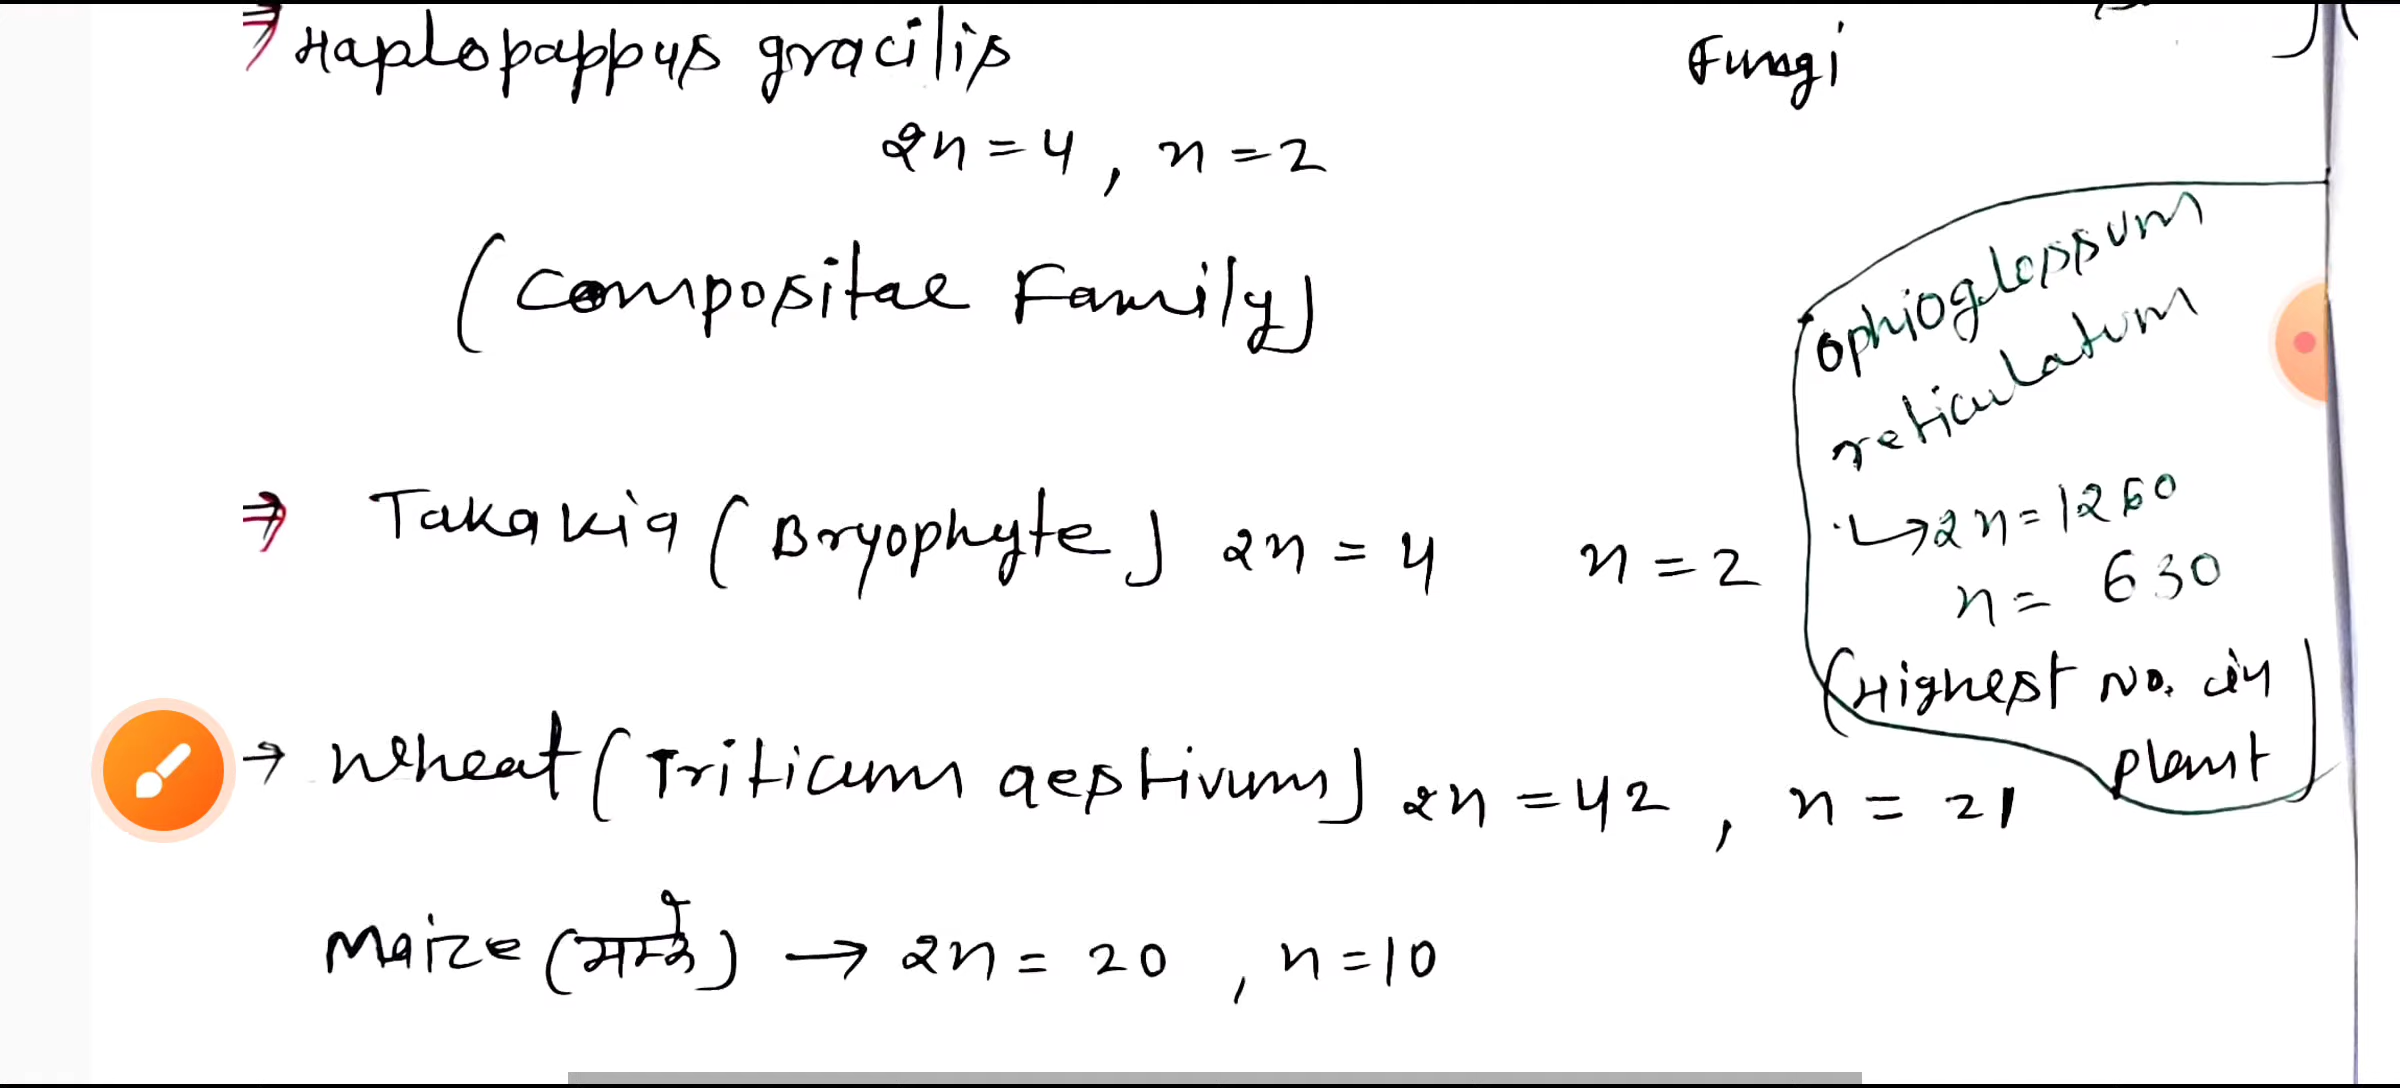 ⇒ Haplopappus gracilis
2n=4, n=2
(Compositae Family)
⇒ Takakia (Bryophyte) 2n=4 n=2
→ Wheat (Triticum aestivum) 2n=42, n=21
Maize (मक्के) → 2n=20, n=10
Fungi
Ophioglossum
reticulatum
↳2n=1260
n= 630
(Highest No. in
plant)